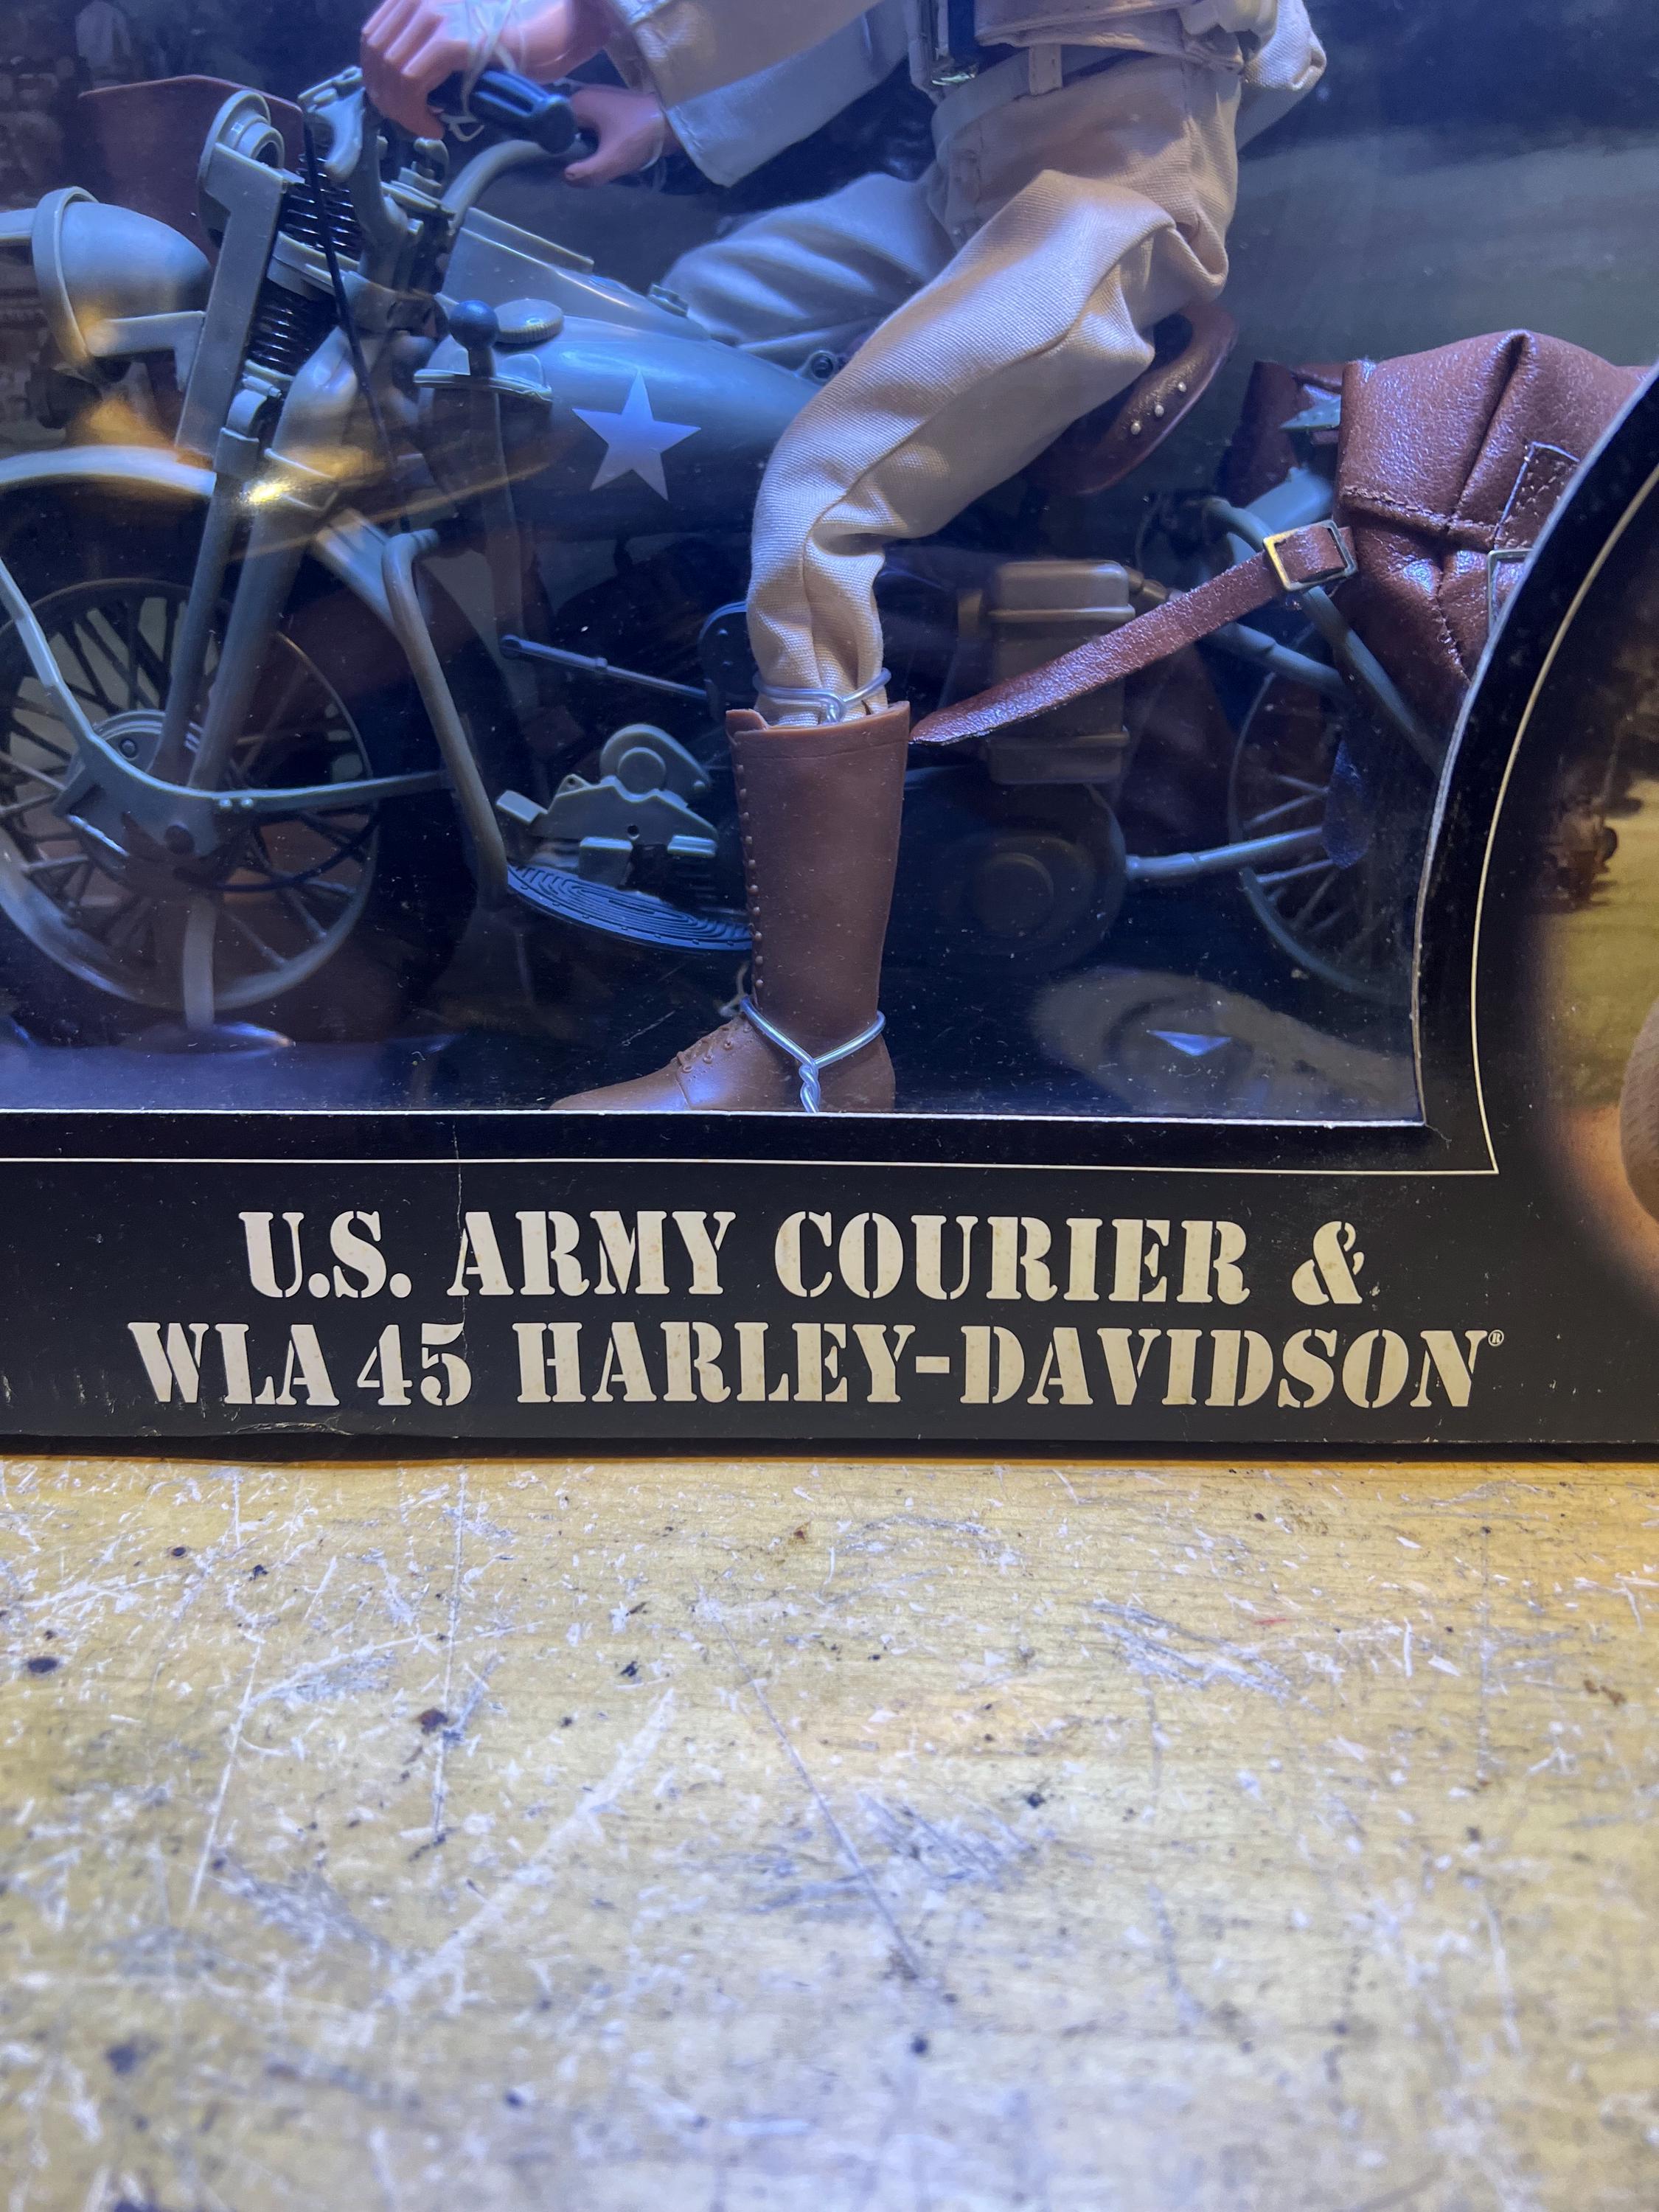 U.S. ARMY COURIER &
WLA 45 HARLEY-DAVIDSON®